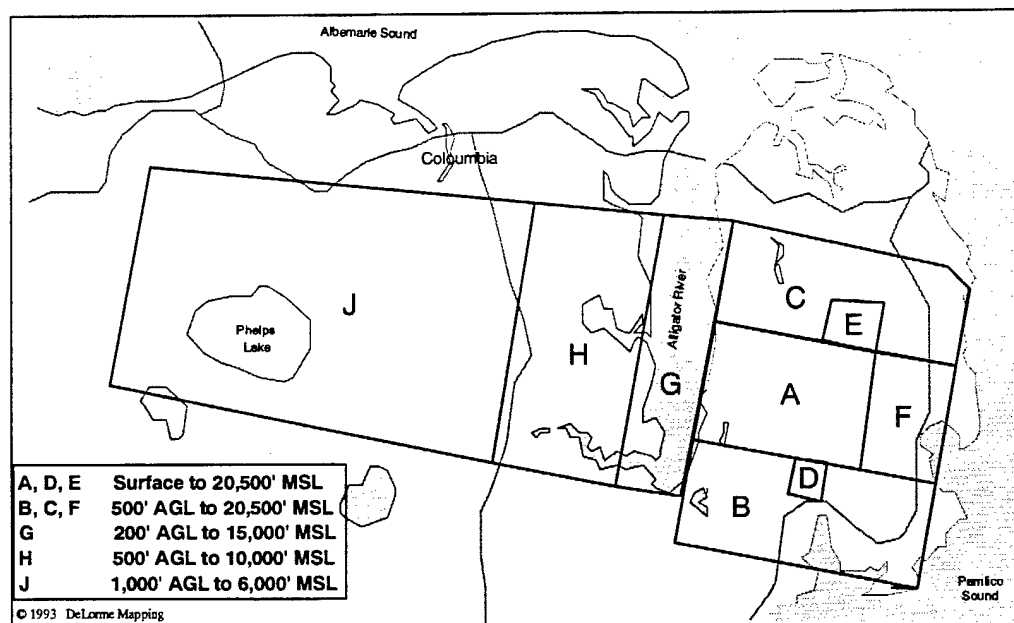 Albemarle Sound
Coloumbia
J
Phelps
Lake
H
Alligator River
G
C
E
A
F
D
B
A, D, E Surface to 20,500' MSL
B, C, F 500' AGL to 20,500' MSL
G 200' AGL to 15,000' MSL
H 500' AGL to 10,000' MSL
J 1,000' AGL to 6,000' MSL
Pamlico
Sound
© 1993 DeLorme Mapping